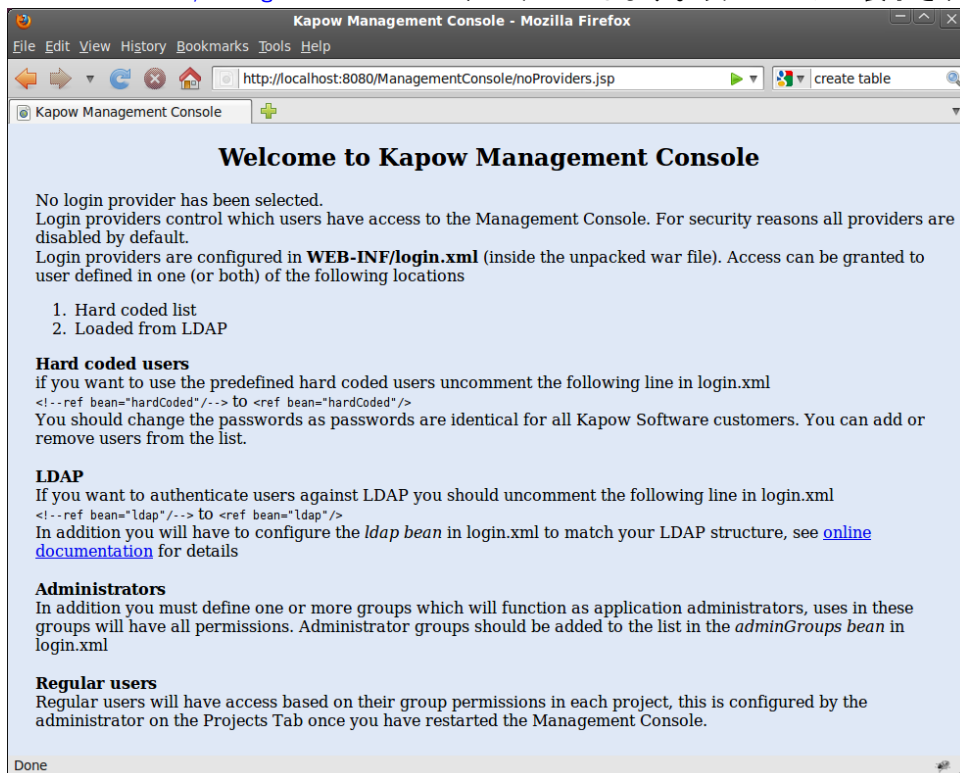 Kapow Management Console - Mozilla Firefox
File Edit View History Bookmarks Tools Help
http://localhost:8080/ManagementConsole/noProviders.jsp
create table
Kapow Management Console
Welcome to Kapow Management Console
No login provider has been selected.
Login providers control which users have access to the Management Console. For security reasons all providers are
disabled by default.
Login providers are configured in WEB-INF/login.xml (inside the unpacked war file). Access can be granted to
user defined in one (or both) of the following locations
1. Hard coded list
2. Loaded from LDAP
Hard coded users
if you want to use the predefined hard coded users uncomment the following line in login.xml
<!--ref bean="hardCoded"/--> to <ref bean="hardCoded"/>
You should change the passwords as passwords are identical for all Kapow Software customers. You can add or
remove users from the list.
LDAP
If you want to authenticate users against LDAP you should uncomment the following line in login.xml
<!--ref bean="ldap"/--> to <ref bean="ldap"/>
In addition you will have to configure the ldap bean in login.xml to match your LDAP structure, see online
documentation for details
Administrators
In addition you must define one or more groups which will function as application administrators, uses in these
groups will have all permissions. Administrator groups should be added to the list in the adminGroups bean in
login.xml
Regular users
Regular users will have access based on their group permissions in each project, this is configured by the
administrator on the Projects Tab once you have restarted the Management Console.
Done